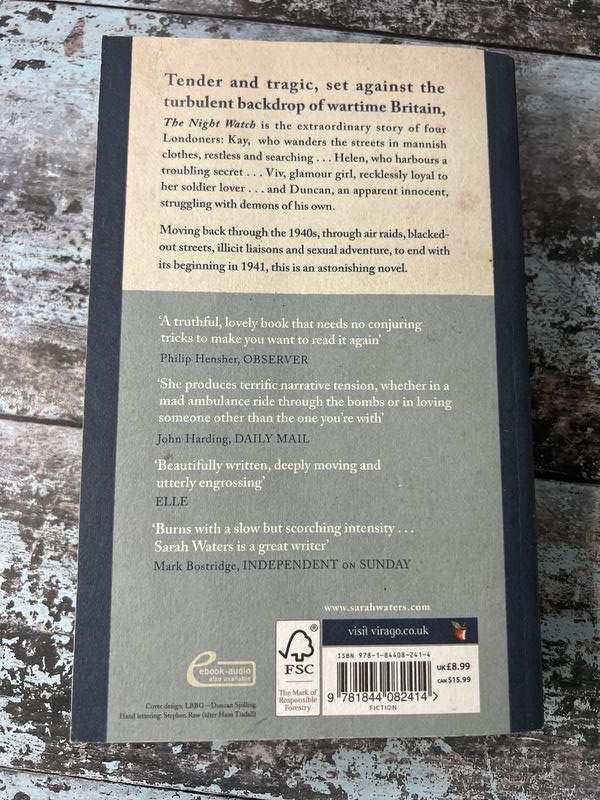 Tender and tragic, set against the
turbulent backdrop of wartime Britain,
The Night Watch is the extraordinary story of four
Londoners: Kay, who wanders the streets in mannish
clothes, restless and searching . . . Helen, who harbours a
troubling secret . . . Viv, glamour girl, recklessly loyal to
her soldier lover . . . and Duncan, an apparent innocent,
struggling with demons of his own.
Moving back through the 1940s, through air raids, blacked-
out streets, illicit liaisons and sexual adventure, to end with
its beginning in 1941, this is an astonishing novel.
‘A truthful, lovely book that needs no conjuring
tricks to make you want to read it again’
Philip Hensher, OBSERVER
‘She produces terrific narrative tension, whether in a
mad ambulance ride through the bombs or in loving
someone other than the one you’re with’
John Harding, DAILY MAIL
‘Beautifully written, deeply moving and
utterly engrossing’
ELLE
‘Burns with a slow but scorching intensity . . .
Sarah Waters is a great writer’
Mark Bostridge, INDEPENDENT ON SUNDAY
www.sarahwaters.com
visit virago.co.uk
ISBN 978-1-84408-241-4
UK £8.99
CAN $15.99
9 781844 082414 >
FICTION
®
FSC
The Mark of
Responsible
Forestry
ebook-audio
also available
Cover design: LBBG – Duncan Spilling
Hand lettering: Stephen Raw (after Hans Tisdall)